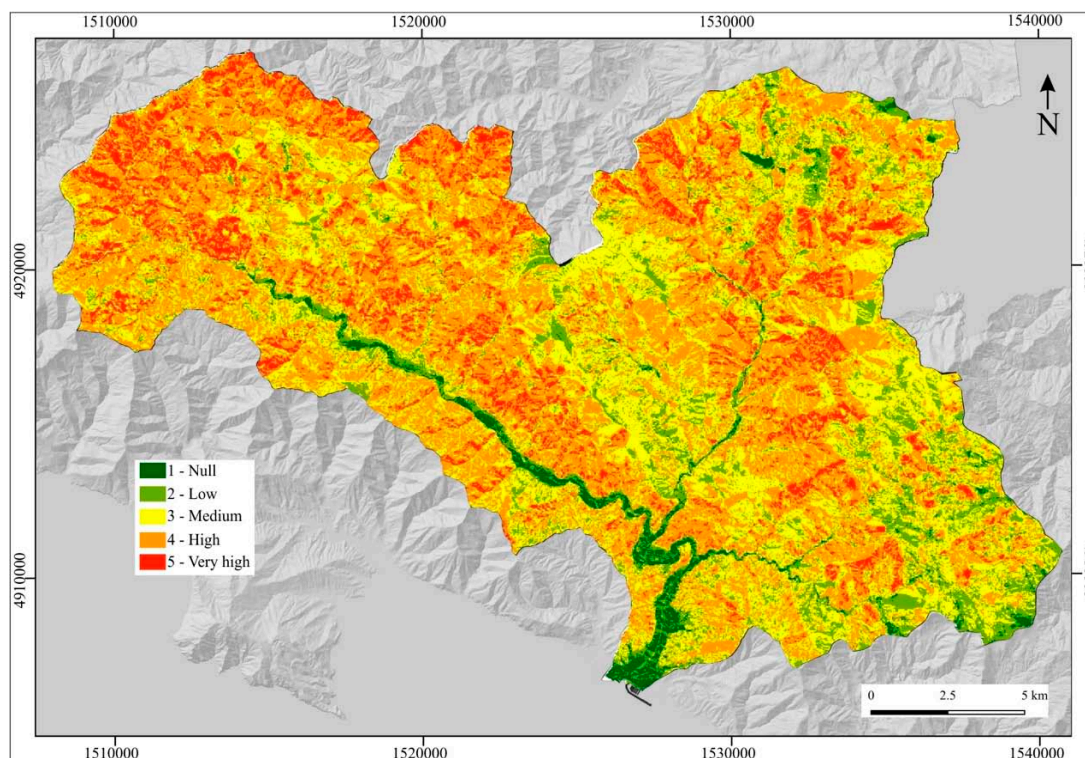 1510000 1520000 1530000 1540000
N
4920000
1 - Null
2 - Low
3 - Medium
4 - High
5 - Very high
4910000
0 2.5 5 km
1510000 1520000 1530000 1540000